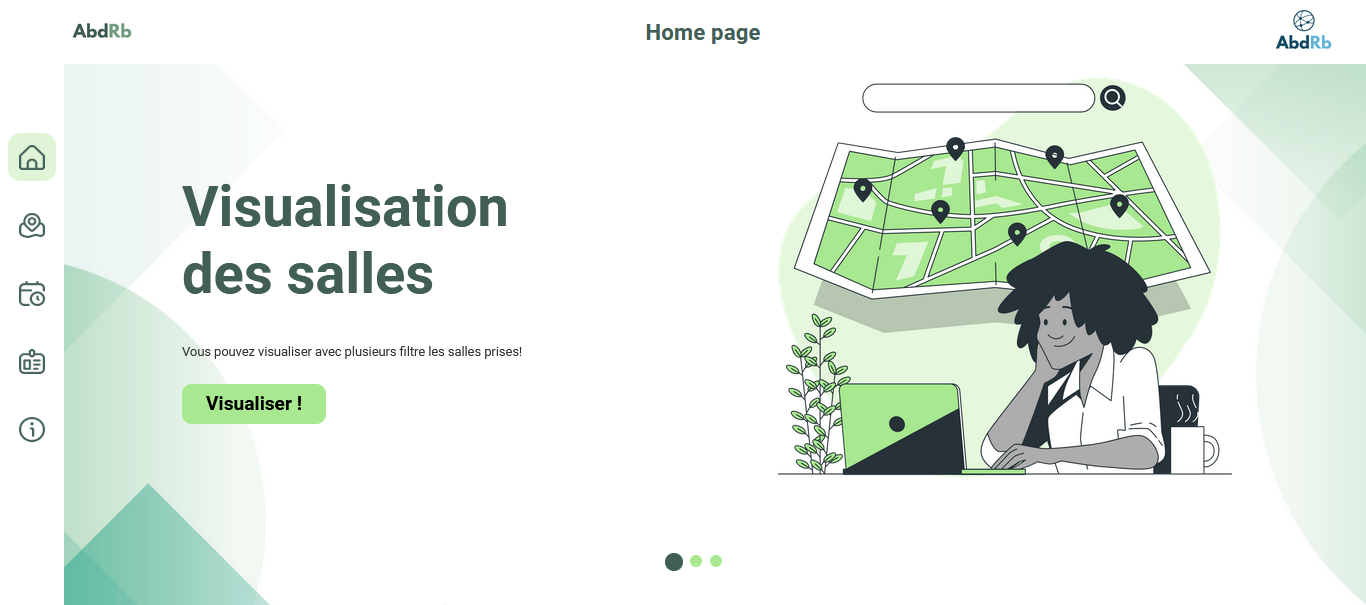 AbdRb
Home page
AbdRb
Visualisation
des salles
Vous pouvez visualiser avec plusieurs filtre les salles prises!
Visualiser !